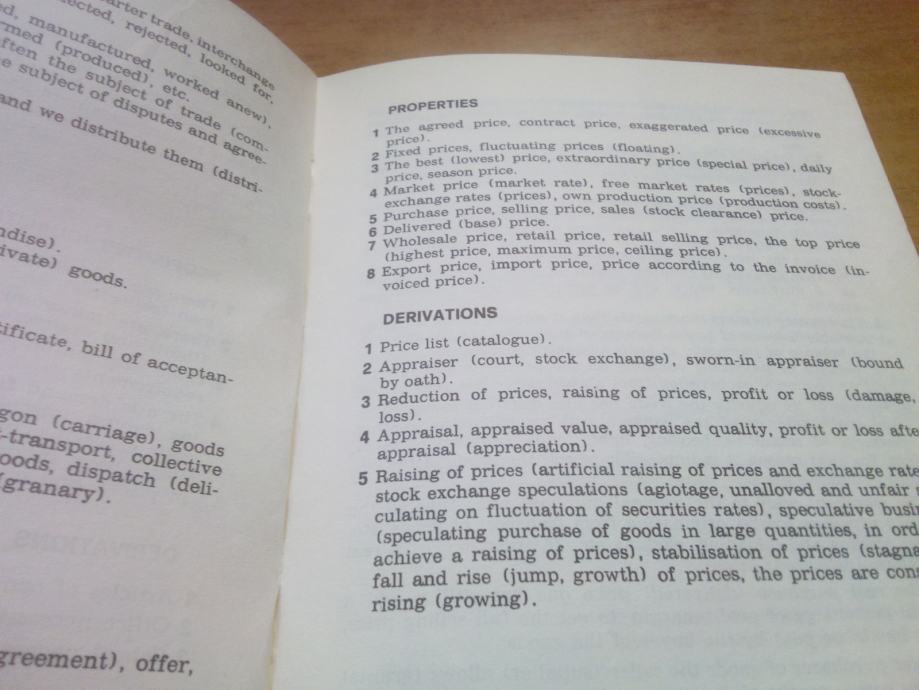 arter trade, interchange
ected, rejected, looked for,
ed, manufactured, worked anew),
rmed (produced), etc.
ften the subject of trade (com-
e subject of disputes and agree-
and we distribute them (distri-
ndise).
ivate) goods.
tificate, bill of acceptan-
gon (carriage), goods
-transport, collective
oods, dispatch (deli-
(granary).
greement), offer,
PROPERTIES
1 The agreed price, contract price, exaggerated price (excessive
price).
2 Fixed prices, fluctuating prices (floating).
3 The best (lowest) price, extraordinary price (special price), daily
price, season price.
4 Market price (market rate), free market rates (prices), stock-
exchange rates (prices), own production price (production costs).
5 Purchase price, selling price, sales (stock clearance) price.
6 Delivered (base) price.
7 Wholesale price, retail price, retail selling price, the top price
(highest price, maximum price, ceiling price).
8 Export price, import price, price according to the invoice (in-
voiced price).
DERIVATIONS
1 Price list (catalogue).
2 Appraiser (court, stock exchange), sworn-in appraiser (bound
by oath).
3 Reduction of prices, raising of prices, profit or loss (damage,
loss).
4 Appraisal, appraised value, appraised quality, profit or loss afte
appraisal (appreciation).
5 Raising of prices (artificial raising of prices and exchange rate
stock exchange speculations (agiotage, unalloved and unfair s
culating on fluctuation of securities rates), speculative busi
(speculating purchase of goods in large quantities, in ord
achieve a raising of prices), stabilisation of prices (stagna
fall and rise (jump, growth) of prices, the prices are cons
rising (growing).